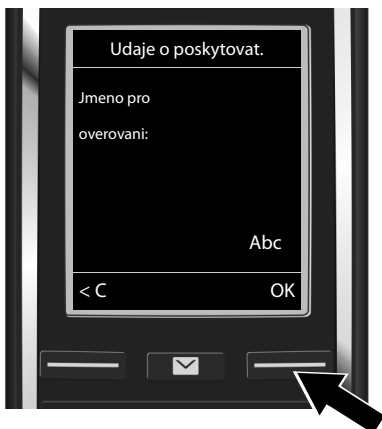 Udaje o poskytovat.
Jmeno pro
overovani:
Abc
< C OK